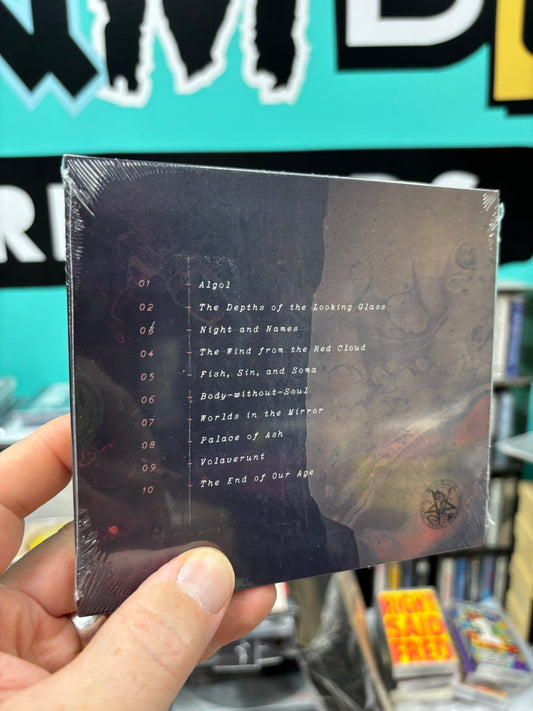 01 Algol
02 The Depths of the Looking Glass
03 Night and Names
04 The Wind from the Red Cloud
05 Fish, Sin, and Soma
06 Body-without-Soul
07 Worlds in the Mirror
08 Palace of Ash
09 Volaverunt
10 The End of Our Age
SAID
FRED